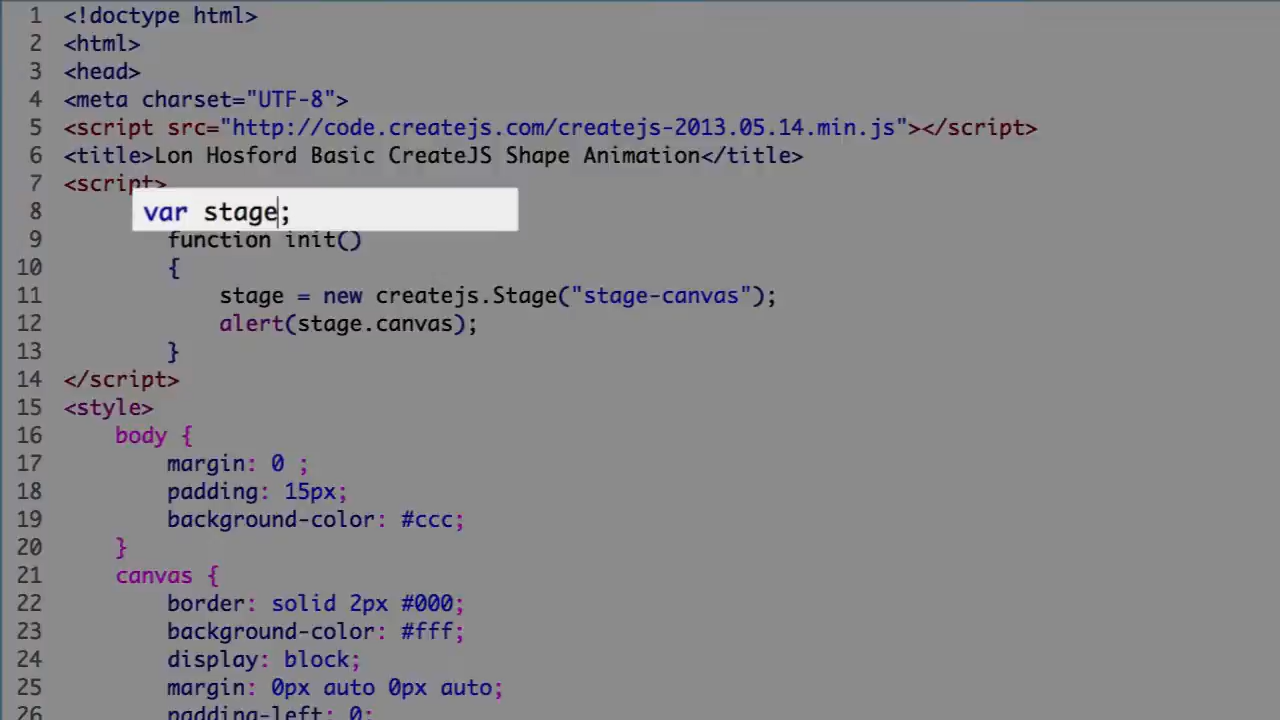 1 <!doctype html>
2 <html>
3 <head>
4 <meta charset="UTF-8">
5 <script src="http://code.createjs.com/createjs-2013.05.14.min.js"></script>
6 <title>Lon Hosford Basic CreateJS Shape Animation</title>
7 <script>
8 var stage;
9 function init()
10 {
11 stage = new createjs.Stage("stage-canvas");
12 alert(stage.canvas);
13 }
14 </script>
15 <style>
16 body {
17 margin: 0 ;
18 padding: 15px;
19 background-color: #ccc;
20 }
21 canvas {
22 border: solid 2px #000;
23 background-color: #fff;
24 display: block;
25 margin: 0px auto 0px auto;
26 padding-left: 0;